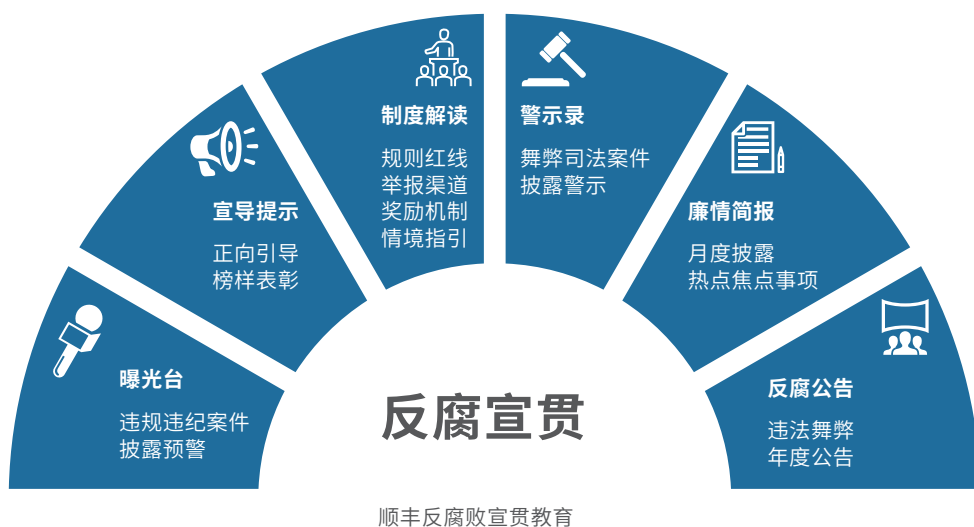 曝光台
违规违纪案件
披露预警
宣导提示
正向引导
榜样表彰
制度解读
规则红线
举报渠道
奖励机制
情境指引
警示录
舞弊司法案件
披露警示
廉情简报
月度披露
热点焦点事项
反腐公告
违法舞弊
年度公告
反腐宣贯
顺丰反腐败宣贯教育